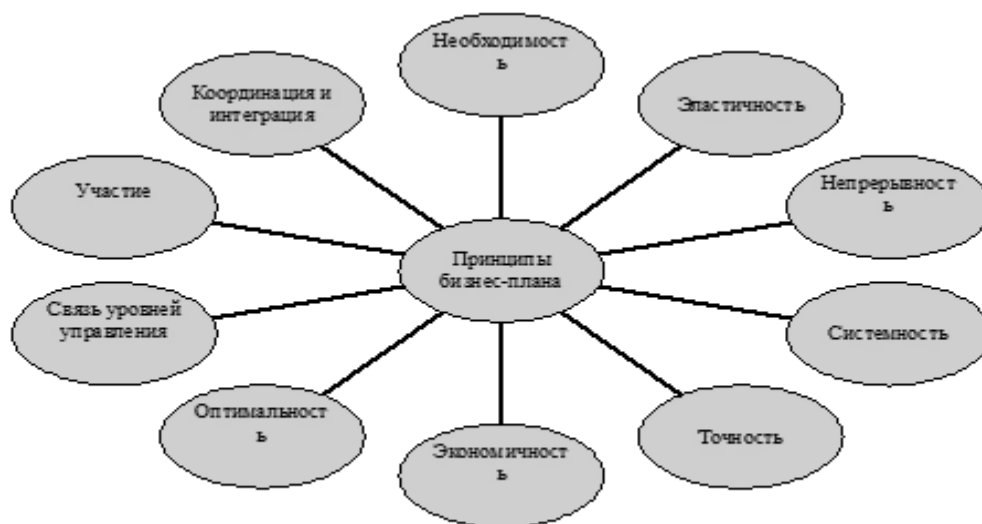 Необходимост
ь
Координация и
интеграция
Эластичность
Участие
Непрерывност
ь
Принципы
бизнес-плана
Связь уровней
управления
Системность
Оптимальност
ь
Экономичност
ь
Точность